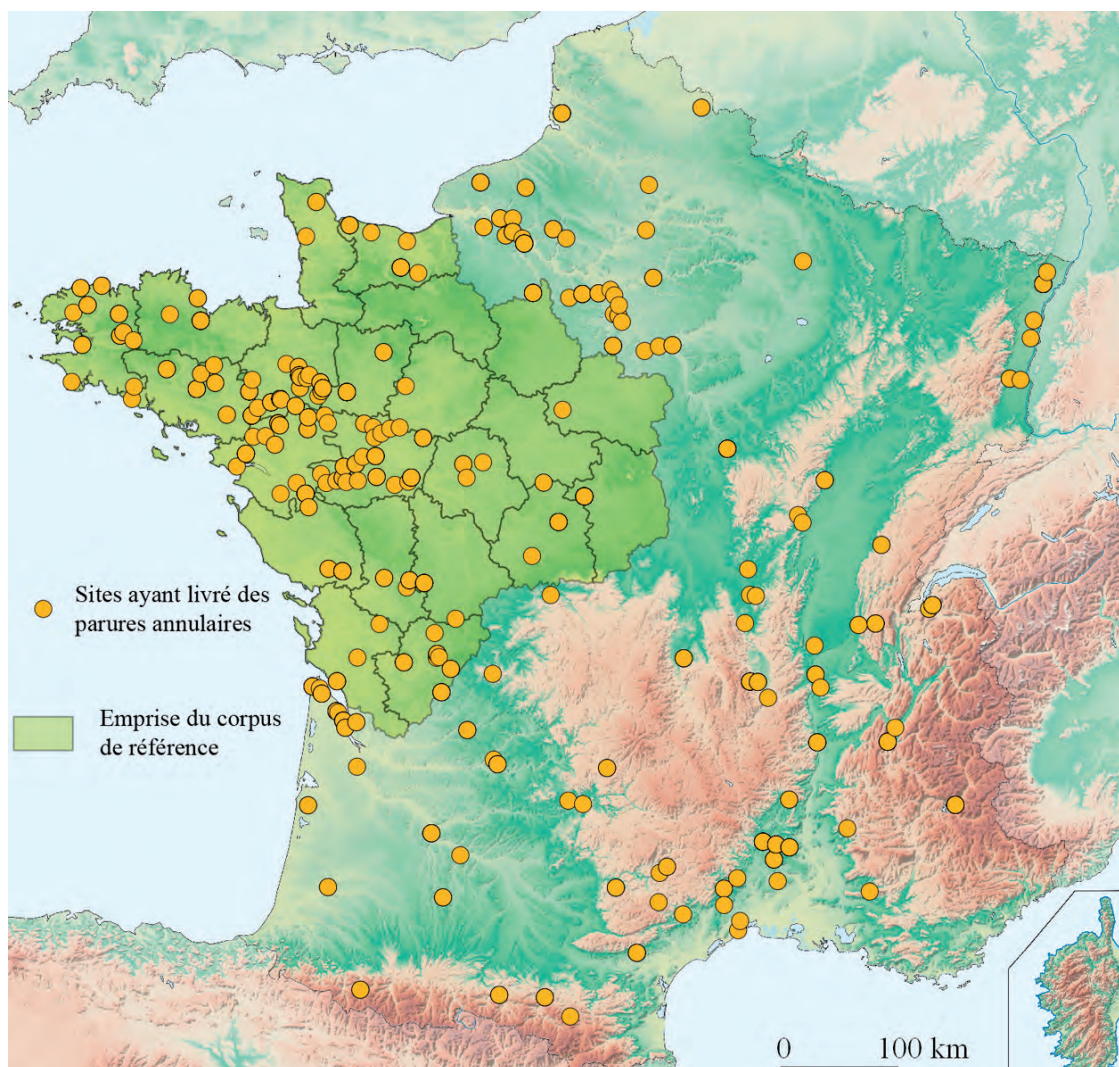 Sites ayant livré des
parures annulaires
Emprise du corpus
de référence
0 100 km